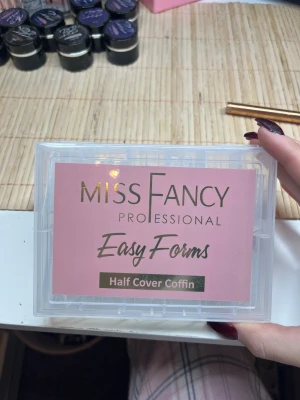 MISS FANCY
PROFESSIONAL
Easy Forms
Half Cover Coffin